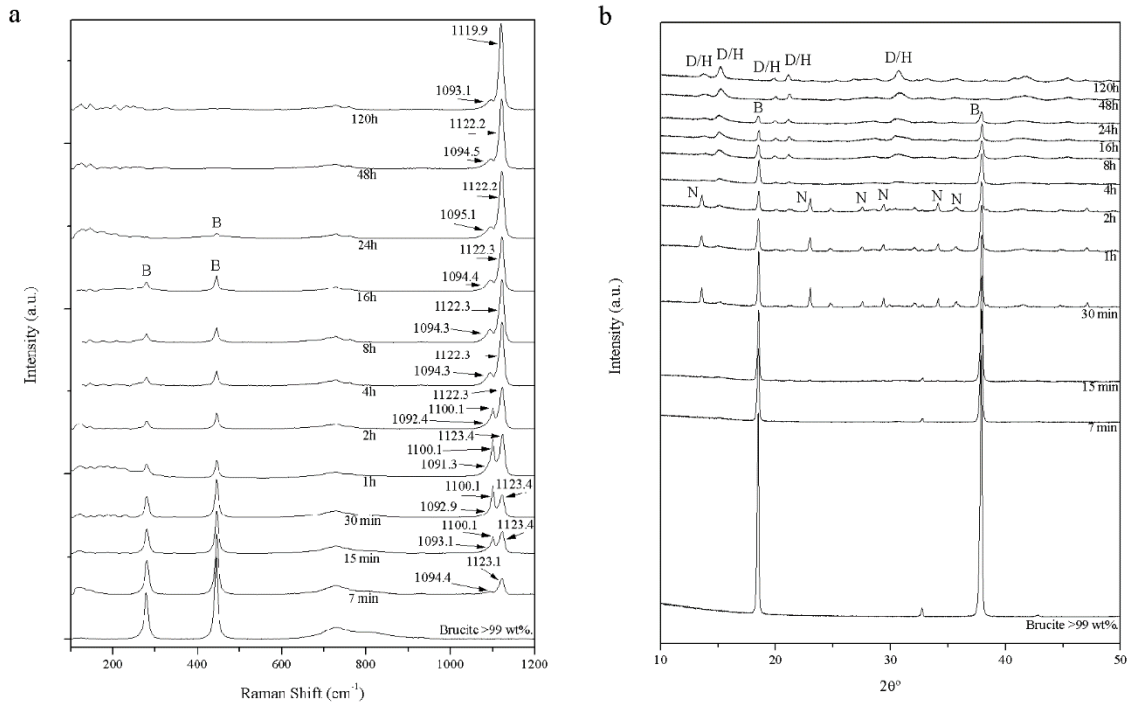 a
1119.9
1093.1
120h
1122.2
1094.5
48h
1122.2
1095.1
B
24h
B
B
1122.3
1094.4
16h
1122.3
1094.3
8h
1122.3
1094.3
4h
1122.3
1100.1
1092.4
2h
1123.4
1100.1
1091.3
1h
1100.1
1123.4
1092.9
30 min
1100.1
1123.4
1093.1
15 min
1123.1
1094.4
7 min
Brucite >99 wt%.
200 400 600 800 1000 1200
Raman Shift (cm-1)
Intensity (a.u.)
b
D/H D/H D/H D/H D/H
120h
48h
B B
24h
16h
8h
4h
N N N N N N
2h
1h
30 min
15 min
7 min
Brucite >99 wt%.
10 20 30 40 50
2θº
Intensity (a.u.)